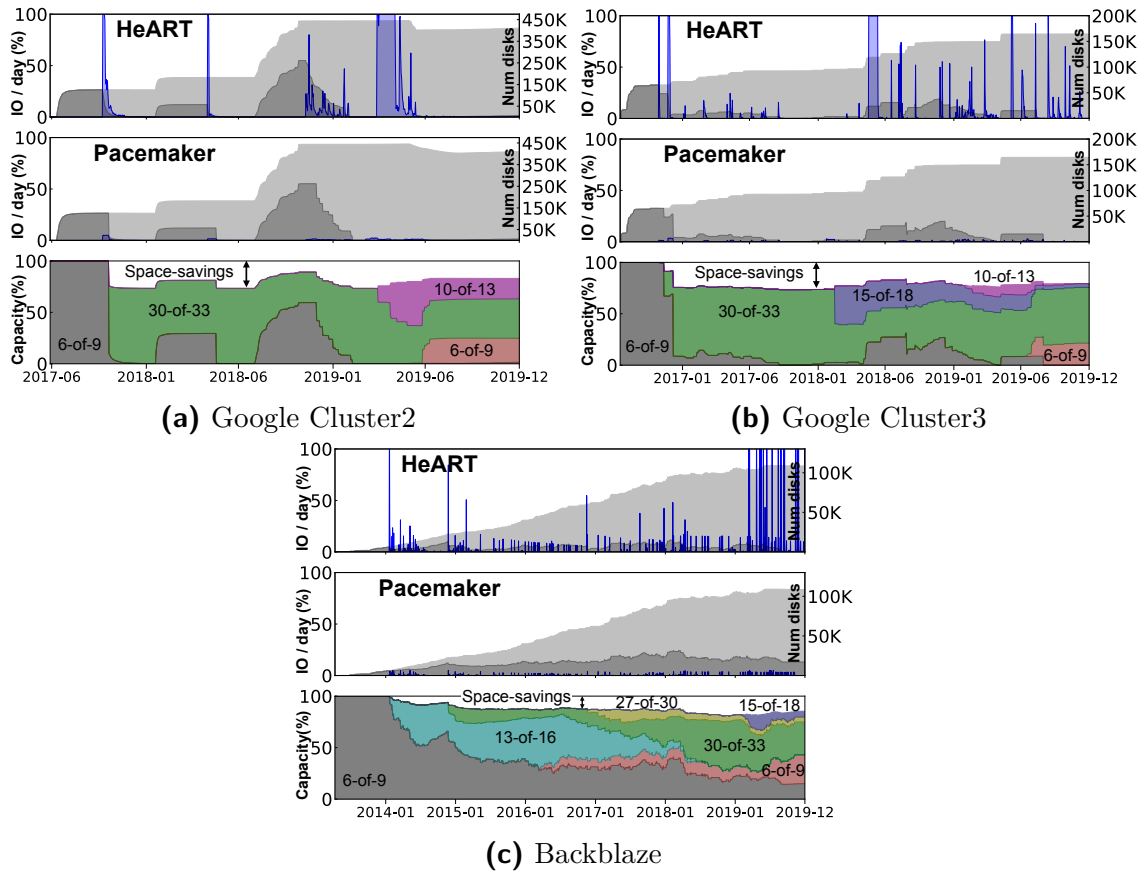 HeART
IO / day (%)
100
50
0
Num disks
450K
350K
250K
150K
50K
Pacemaker
IO / day (%)
100
50
0
Num disks
450K
350K
250K
150K
50K
Capacity(%)
100
50
0
Space-savings
10-of-13
30-of-33
6-of-9
6-of-9
2017-06 2018-01 2018-06 2019-01 2019-06 2019-12
(a) Google Cluster2
HeART
IO / day (%)
100
50
0
Num disks
200K
150K
100K
50K
Pacemaker
IO / day (%)
100
50
0
Num disks
200K
150K
100K
50K
Capacity(%)
100
50
0
Space-savings
10-of-13
15-of-18
30-of-33
6-of-9
6-of-9
2017-01 2017-06 2018-01 2018-06 2019-01 2019-06 2019-12
(b) Google Cluster3
HeART
IO / day (%)
100
50
0
Num disks
100K
50K
Pacemaker
IO / day (%)
100
50
0
Num disks
100K
50K
Capacity(%)
100
50
0
Space-savings
27-of-30
15-of-18
13-of-16
30-of-33
6-of-9
6-of-9
2014-01 2015-01 2016-01 2017-01 2018-01 2019-01 2019-12
(c) Backblaze